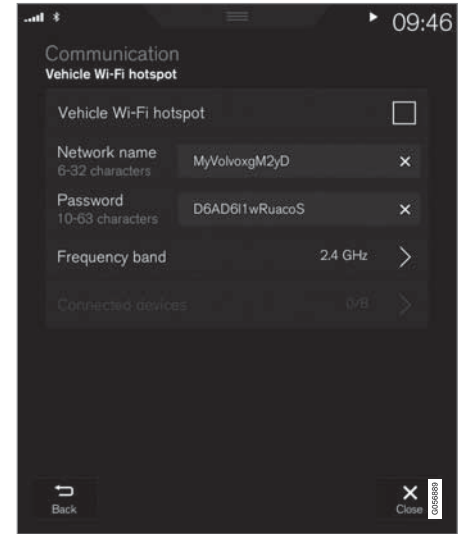 09:46
Communication
Vehicle Wi-Fi hotspot
Vehicle Wi-Fi hotspot
Network name
6-32 characters
MyVolvoxgM2yD
Password
10-63 characters
D6AD6l1wRuacoS
Frequency band
2.4 GHz
Connected devices
0/8
Back
Close
G056889